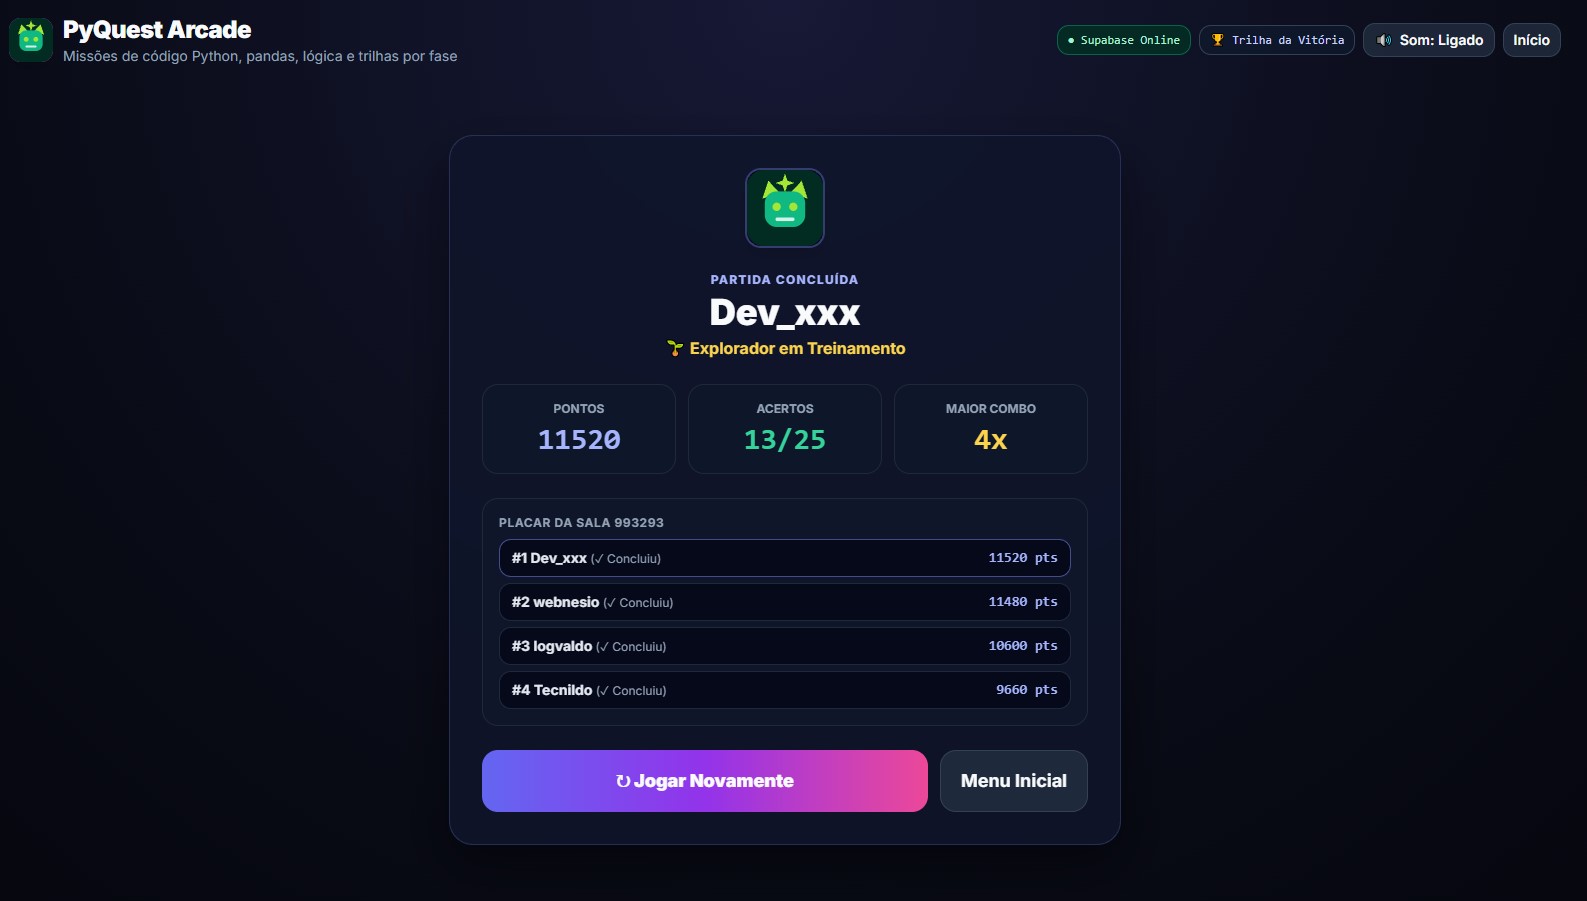 PyQuest Arcade
Missões de código Python, pandas, lógica e trilhas por fase
● Supabase Online
🏆 Trilha da Vitória
🔊 Som: Ligado
Início
PARTIDA CONCLUÍDA
Dev_xxx
🌱 Explorador em Treinamento
PONTOS
11520
ACERTOS
13/25
MAIOR COMBO
4x
PLACAR DA SALA 993293
#1 Dev_xxx (✓ Concluiu) 11520 pts
#2 webnesio (✓ Concluiu) 11480 pts
#3 logvaldo (✓ Concluiu) 10600 pts
#4 Tecnildo (✓ Concluiu) 9660 pts
↻ Jogar Novamente
Menu Inicial